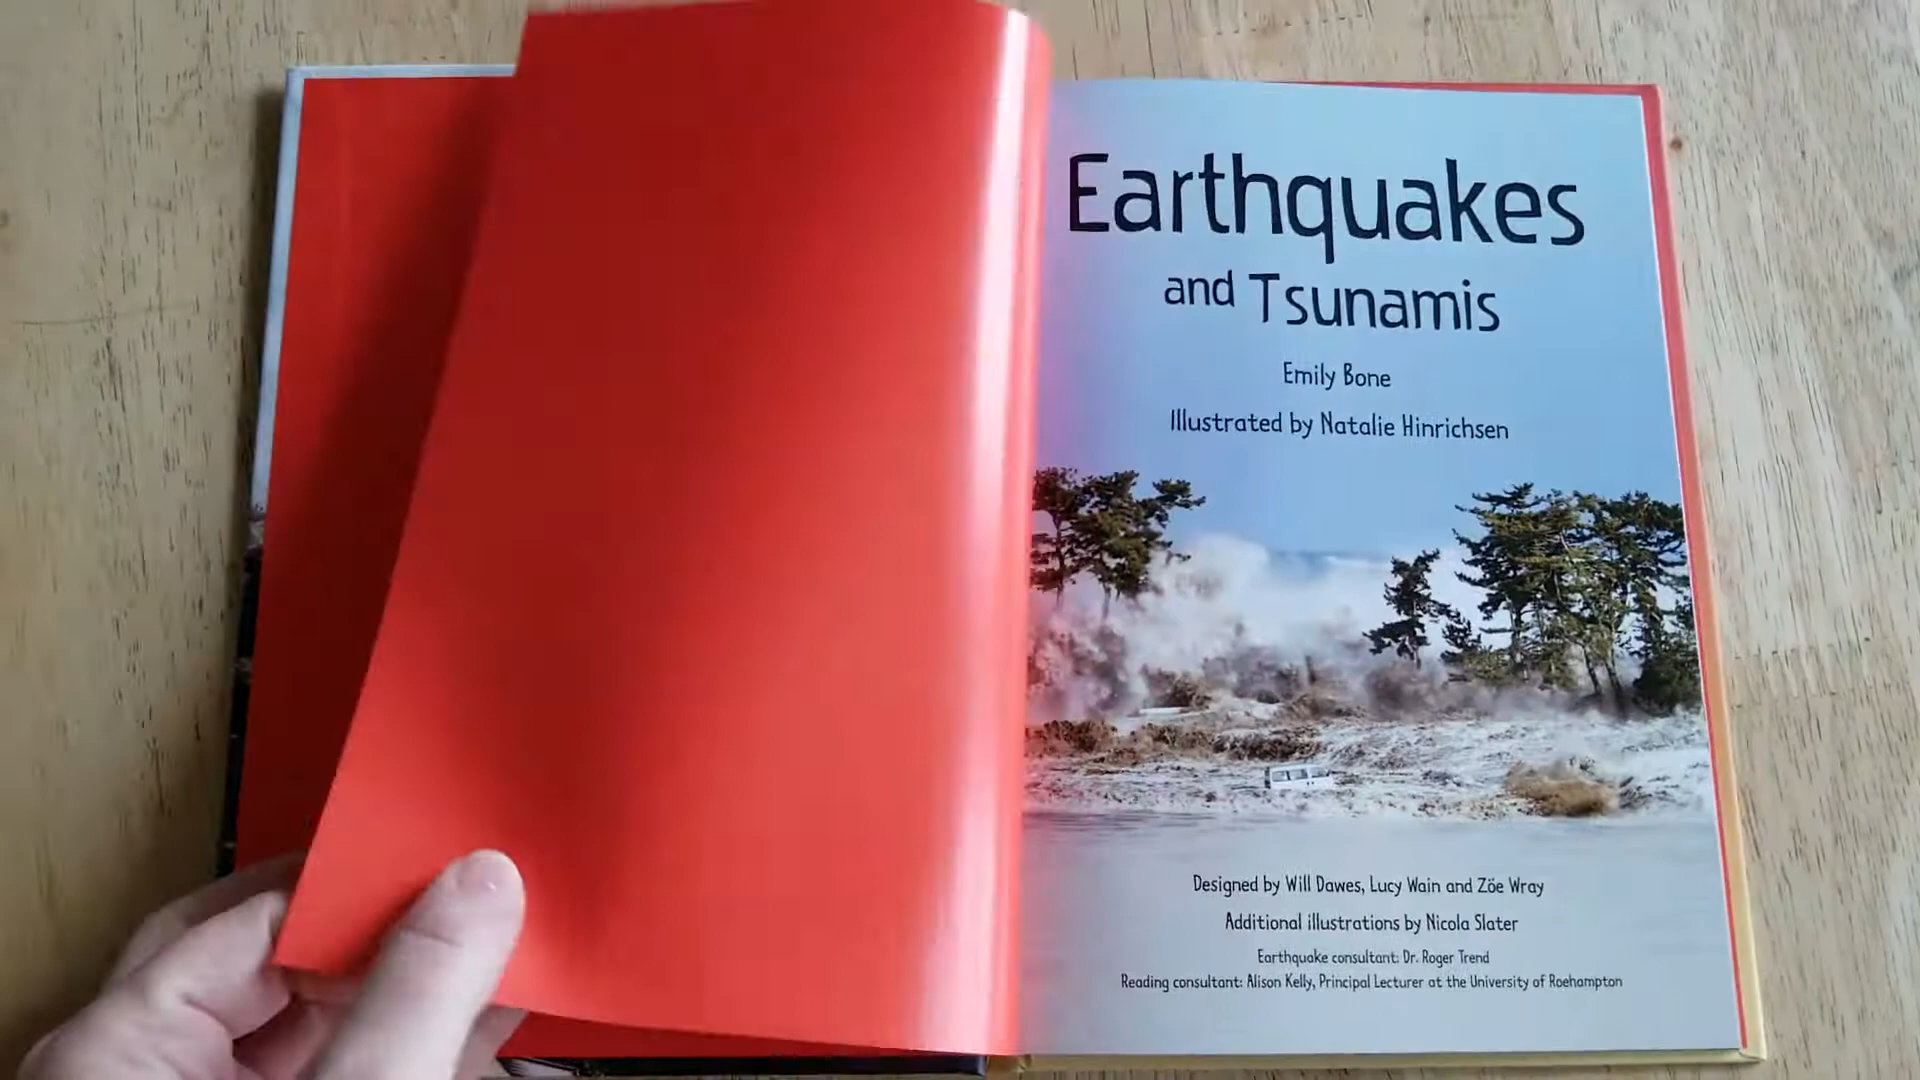 Earthquakes
and Tsunamis
Emily Bone
Illustrated by Natalie Hinrichsen
Designed by Will Dawes, Lucy Wain and Zöe Wray
Additional illustrations by Nicola Slater
Earthquake consultant: Dr. Roger Trend
Reading consultant: Alison Kelly, Principal Lecturer at the University of Roehampton